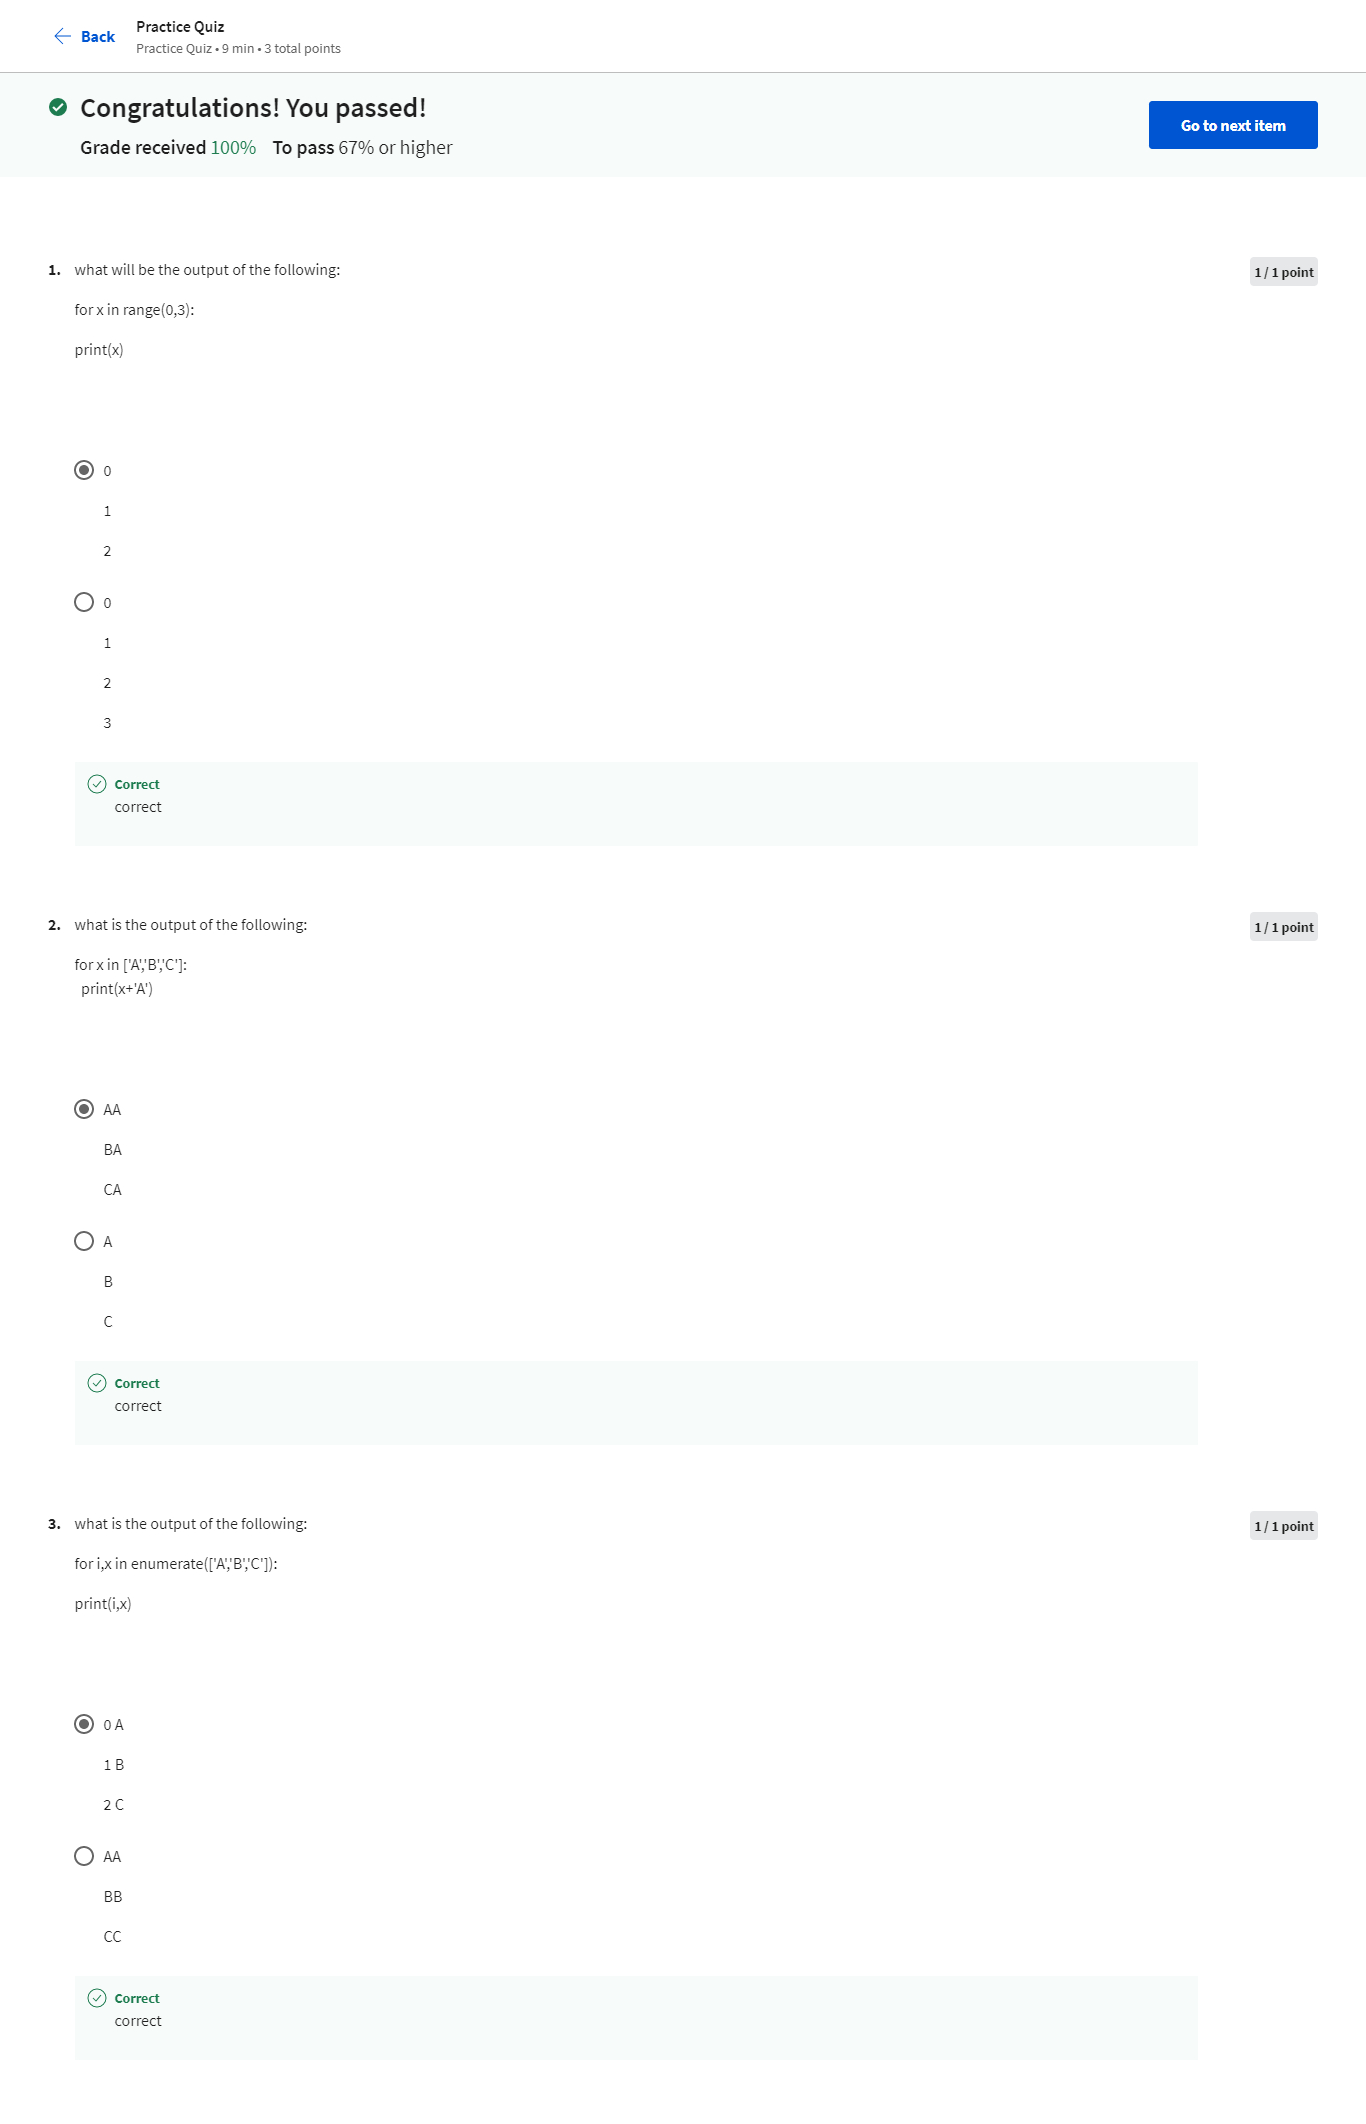 Back
Practice Quiz
Practice Quiz • 9 min • 3 total points
Congratulations! You passed!
Grade received 100% To pass 67% or higher
Go to next item
1. what will be the output of the following:
1 / 1 point
for x in range(0,3):
print(x)
0
1
2
0
1
2
3
Correct
correct
2. what is the output of the following:
1 / 1 point
for x in ['A','B','C']:
print(x+'A')
AA
BA
CA
A
B
C
Correct
correct
3. what is the output of the following:
1 / 1 point
for i,x in enumerate(['A','B','C']):
print(i,x)
0 A
1 B
2 C
AA
BB
CC
Correct
correct